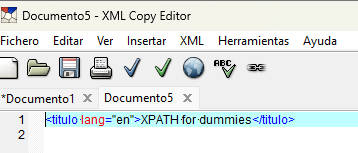 Documento5 - XML Copy Editor
Fichero Editar Ver Insertar XML Herramientas Ayuda
ABC
*Documento1 Documento5
1 <titulo·lang="en">XPATH·for·dummies</titulo>
2